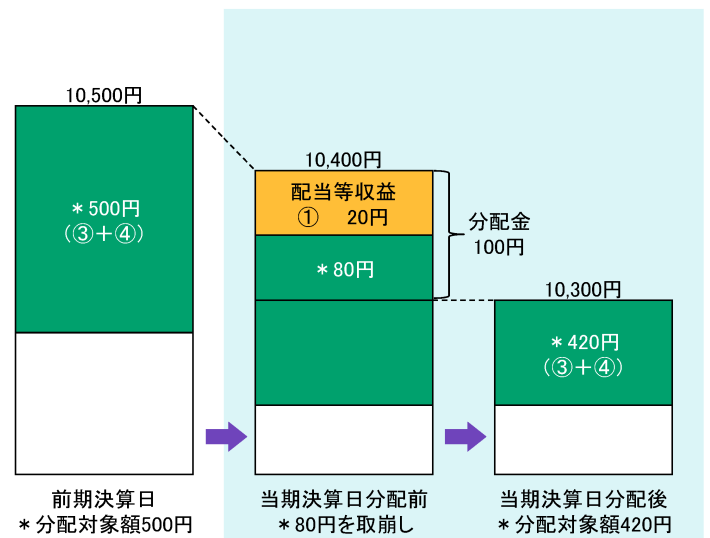 10,500円
＊500円
（③＋④）
前期決算日
＊分配対象額500円
10,400円
配当等収益
① 20円
＊80円
分配金
100円
当期決算日分配前
＊80円を取崩し
10,300円
＊420円
（③＋④）
当期決算日分配後
＊分配対象額420円